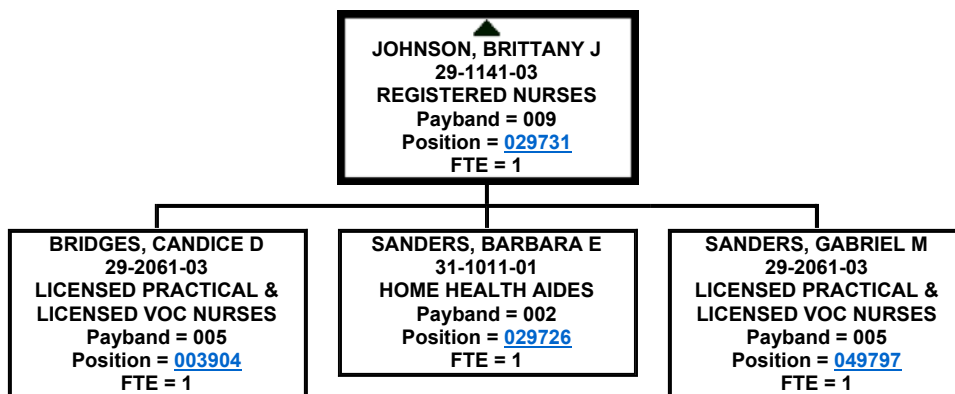 JOHNSON, BRITTANY J
29-1141-03
REGISTERED NURSES
Payband = 009
Position = 029731
FTE = 1
BRIDGES, CANDICE D
29-2061-03
LICENSED PRACTICAL &
LICENSED VOC NURSES
Payband = 005
Position = 003904
FTE = 1
SANDERS, BARBARA E
31-1011-01
HOME HEALTH AIDES
Payband = 002
Position = 029726
FTE = 1
SANDERS, GABRIEL M
29-2061-03
LICENSED PRACTICAL &
LICENSED VOC NURSES
Payband = 005
Position = 049797
FTE = 1